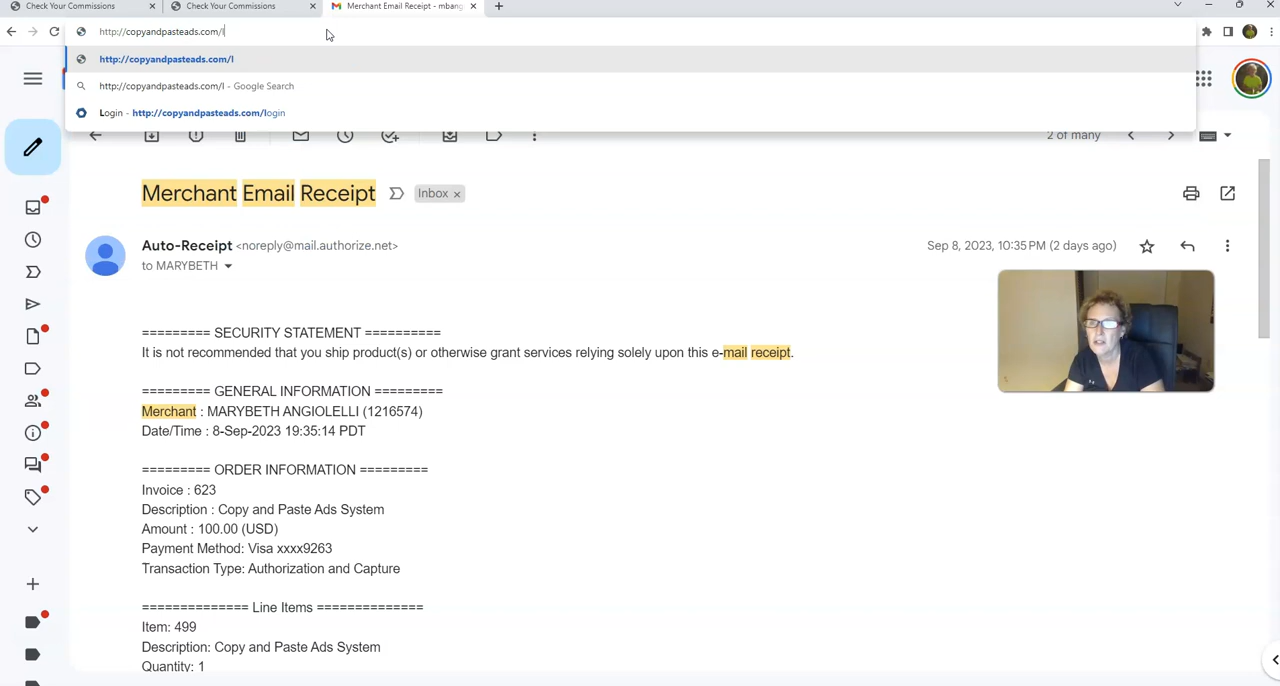 Check Your Commissions
Check Your Commissions
Merchant Email Receipt - mbang
http://copyandpasteads.com/l
http://copyandpasteads.com/l
http://copyandpasteads.com/l - Google Search
Login - http://copyandpasteads.com/login
2 of many
Merchant Email Receipt
Inbox
Auto-Receipt <noreply@mail.authorize.net>
Sep 8, 2023, 10:35 PM (2 days ago)
to MARYBETH
========= SECURITY STATEMENT ==========
It is not recommended that you ship product(s) or otherwise grant services relying solely upon this e-mail receipt.
========= GENERAL INFORMATION =========
Merchant : MARYBETH ANGIOLELLI (1216574)
Date/Time : 8-Sep-2023 19:35:14 PDT
========= ORDER INFORMATION =========
Invoice : 623
Description : Copy and Paste Ads System
Amount : 100.00 (USD)
Payment Method: Visa xxxx9263
Transaction Type: Authorization and Capture
============== Line Items ==============
Item: 499
Description: Copy and Paste Ads System
Quantity: 1